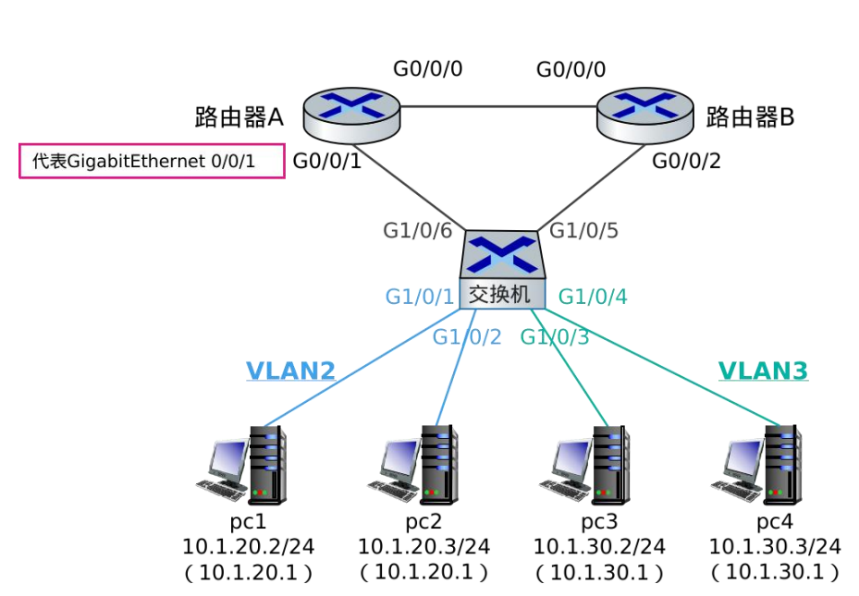 G0/0/0
G0/0/0
路由器A
路由器B
代表GigabitEthernet 0/0/1
G0/0/1
G0/0/2
G1/0/6
G1/0/5
交换机
G1/0/1
G1/0/4
G1/0/2
G1/0/3
VLAN2
VLAN3
pc1
pc2
pc3
pc4
10.1.20.2/24
10.1.20.3/24
10.1.30.2/24
10.1.30.3/24
（10.1.20.1）
（10.1.20.1）
（10.1.30.1）
（10.1.30.1）